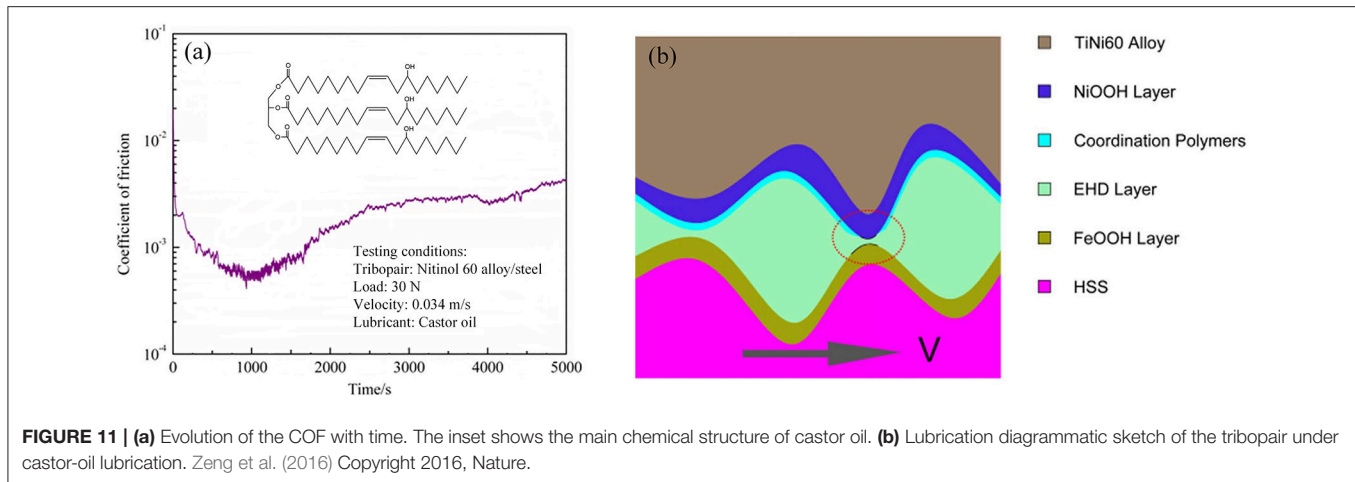 (a)
10-1
10-2
10-3
10-4
Coefficient of friction
0 1000 2000 3000 4000 5000
Time/s
O
OH
O
O
OH
O
O
OH
O
Testing conditions:
Tribopair: Nitinol 60 alloy/steel
Load: 30 N
Velocity: 0.034 m/s
Lubricant: Castor oil
(b)
V
TiNi60 Alloy
NiOOH Layer
Coordination Polymers
EHD Layer
FeOOH Layer
HSS
FIGURE 11 | (a) Evolution of the COF with time. The inset shows the main chemical structure of castor oil. (b) Lubrication diagrammatic sketch of the tribopair under
castor-oil lubrication. Zeng et al. (2016) Copyright 2016, Nature.